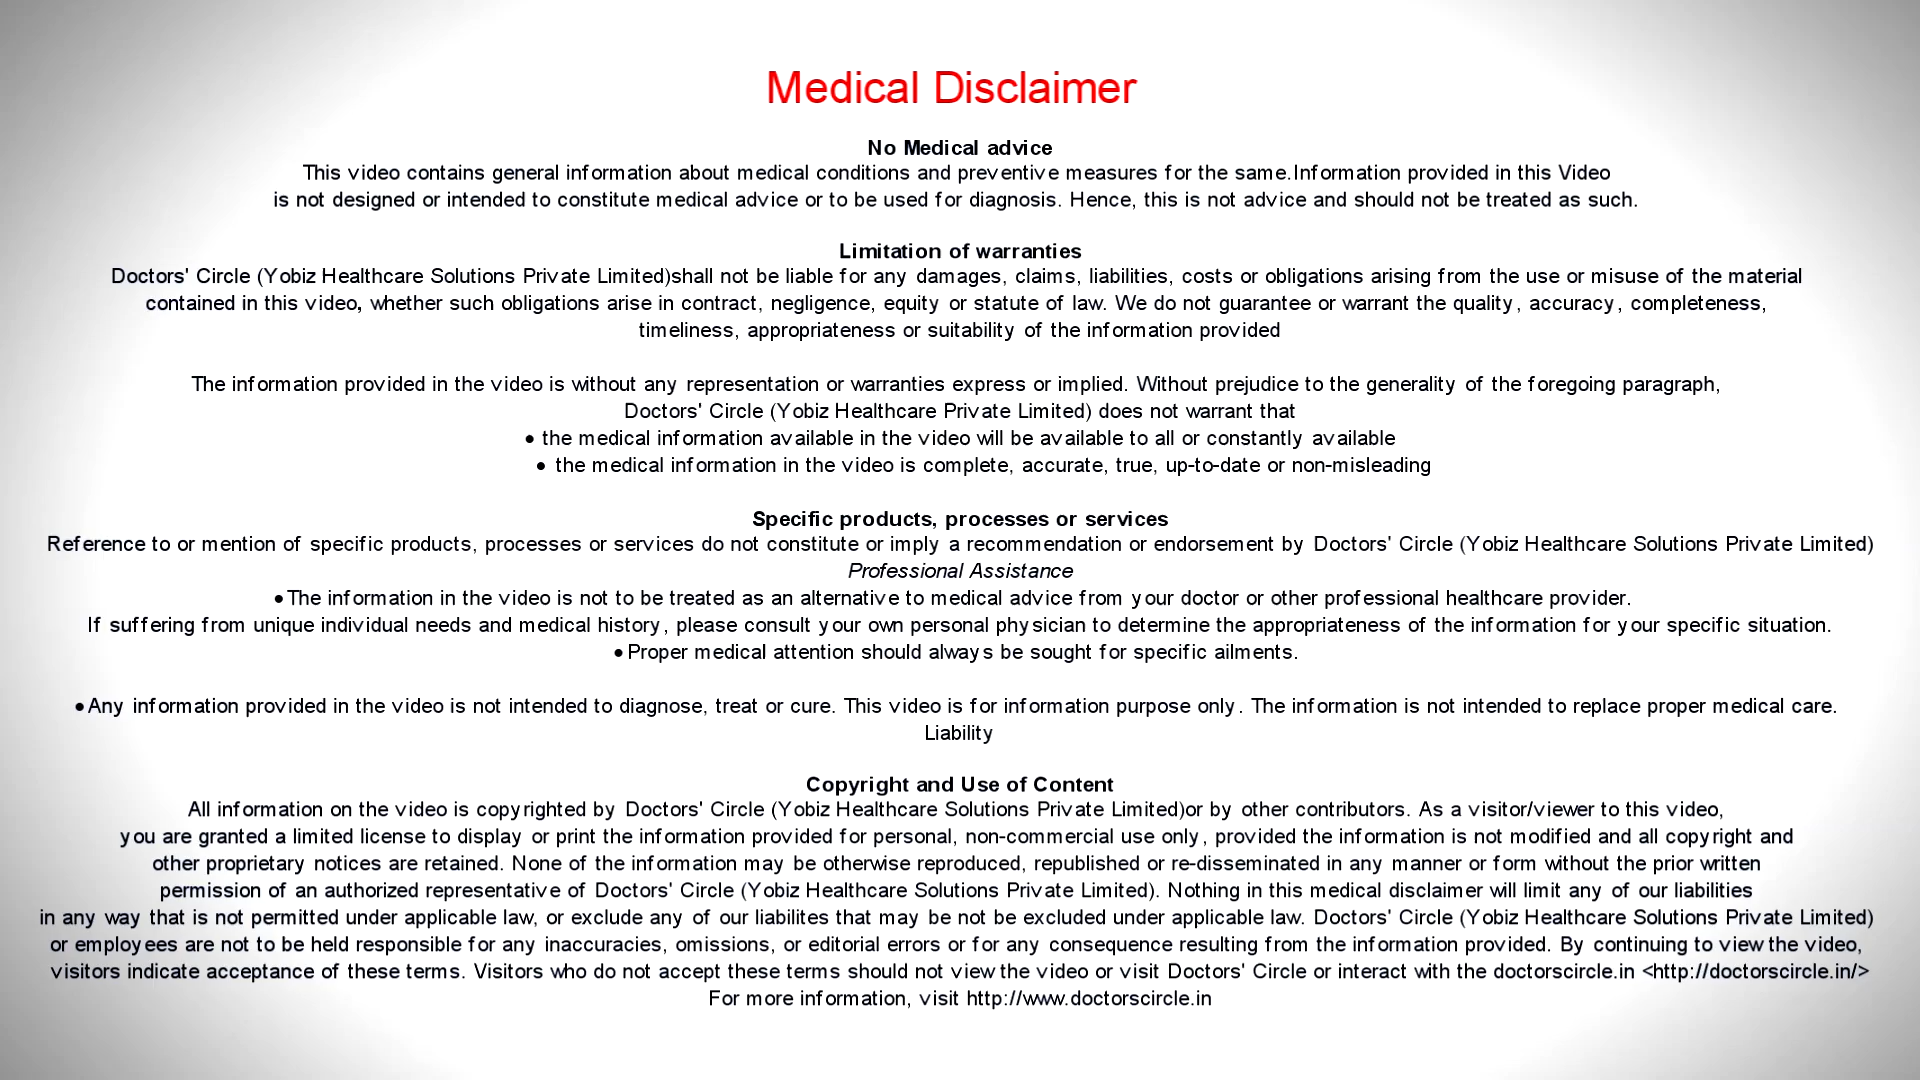 Medical Disclaimer
No Medical advice
This video contains general information about medical conditions and preventive measures for the same.Information provided in this Video
is not designed or intended to constitute medical advice or to be used for diagnosis. Hence, this is not advice and should not be treated as such.
Limitation of warranties
Doctors' Circle (Yobiz Healthcare Solutions Private Limited)shall not be liable for any damages, claims, liabilities, costs or obligations arising from the use or misuse of the material
contained in this video, whether such obligations arise in contract, negligence, equity or statute of law. We do not guarantee or warrant the quality, accuracy, completeness,
timeliness, appropriateness or suitability of the information provided
The information provided in the video is without any representation or warranties express or implied. Without prejudice to the generality of the foregoing paragraph,
Doctors' Circle (Yobiz Healthcare Private Limited) does not warrant that
• the medical information available in the video will be available to all or constantly available
• the medical information in the video is complete, accurate, true, up-to-date or non-misleading
Specific products, processes or services
Reference to or mention of specific products, processes or services do not constitute or imply a recommendation or endorsement by Doctors' Circle (Yobiz Healthcare Solutions Private Limited)
Professional Assistance
•The information in the video is not to be treated as an alternative to medical advice from your doctor or other professional healthcare provider.
If suffering from unique individual needs and medical history, please consult your own personal physician to determine the appropriateness of the information for your specific situation.
•Proper medical attention should always be sought for specific ailments.
•Any information provided in the video is not intended to diagnose, treat or cure. This video is for information purpose only. The information is not intended to replace proper medical care.
Liability
Copyright and Use of Content
All information on the video is copyrighted by Doctors' Circle (Yobiz Healthcare Solutions Private Limited)or by other contributors. As a visitor/viewer to this video,
you are granted a limited license to display or print the information provided for personal, non-commercial use only, provided the information is not modified and all copyright and
other proprietary notices are retained. None of the information may be otherwise reproduced, republished or re-disseminated in any manner or form without the prior written
permission of an authorized representative of Doctors' Circle (Yobiz Healthcare Solutions Private Limited). Nothing in this medical disclaimer will limit any of our liabilities
in any way that is not permitted under applicable law, or exclude any of our liabilites that may be not be excluded under applicable law. Doctors' Circle (Yobiz Healthcare Solutions Private Limited)
or employees are not to be held responsible for any inaccuracies, omissions, or editorial errors or for any consequence resulting from the information provided. By continuing to view the video,
visitors indicate acceptance of these terms. Visitors who do not accept these terms should not view the video or visit Doctors' Circle or interact with the doctorscircle.in <http://doctorscircle.in/>
For more information, visit http://www.doctorscircle.in